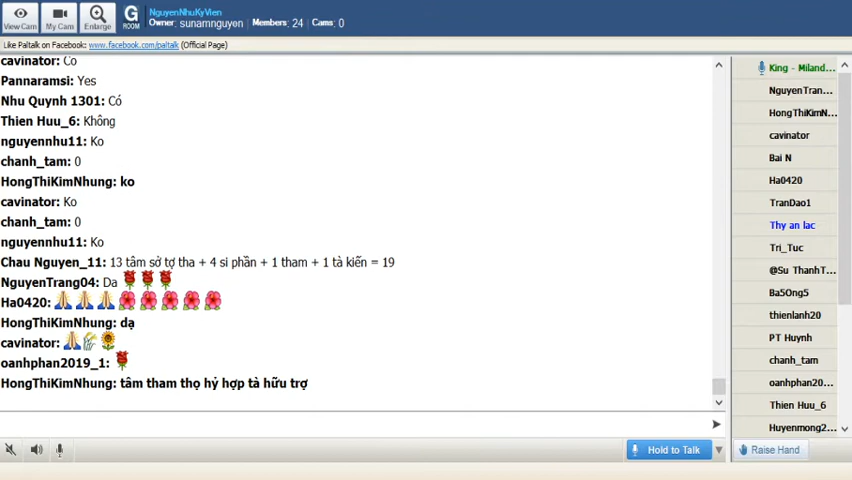 NguyenNhuKyVien
Owner: sunamnguyen Members: 24 Cams: 0
View Cam
My Cam
Enlarge
G
ROOM
Like Paltalk on Facebook: www.facebook.com/paltalk (Official Page)
cavinator: Co
Pannaramsi: Yes
Nhu Quynh 1301: Có
Thien Huu_6: Không
nguyennhu11: Ko
chanh_tam: 0
HongThiKimNhung: ko
cavinator: Ko
chanh_tam: 0
nguyennhu11: Ko
Chau Nguyen_11: 13 tâm sở tợ tha + 4 si phần + 1 tham + 1 tà kiến = 19
NguyenTrang04: Da
Ha0420:
HongThiKimNhung: dạ
cavinator:
oanhphan2019_1:
HongThiKimNhung: tâm tham thọ hỷ hợp tà hữu trợ
Hold to Talk
King - Miland...
NguyenTran...
HongThiKimN...
cavinator
Bai N
Ha0420
TranDao1
Thy an lac
Tri_Tuc
@Su ThanhT...
Ba5Ong5
thienlanh20
PT Huynh
chanh_tam
oanhphan20...
Thien Huu_6
Huyenmong2...
Raise Hand